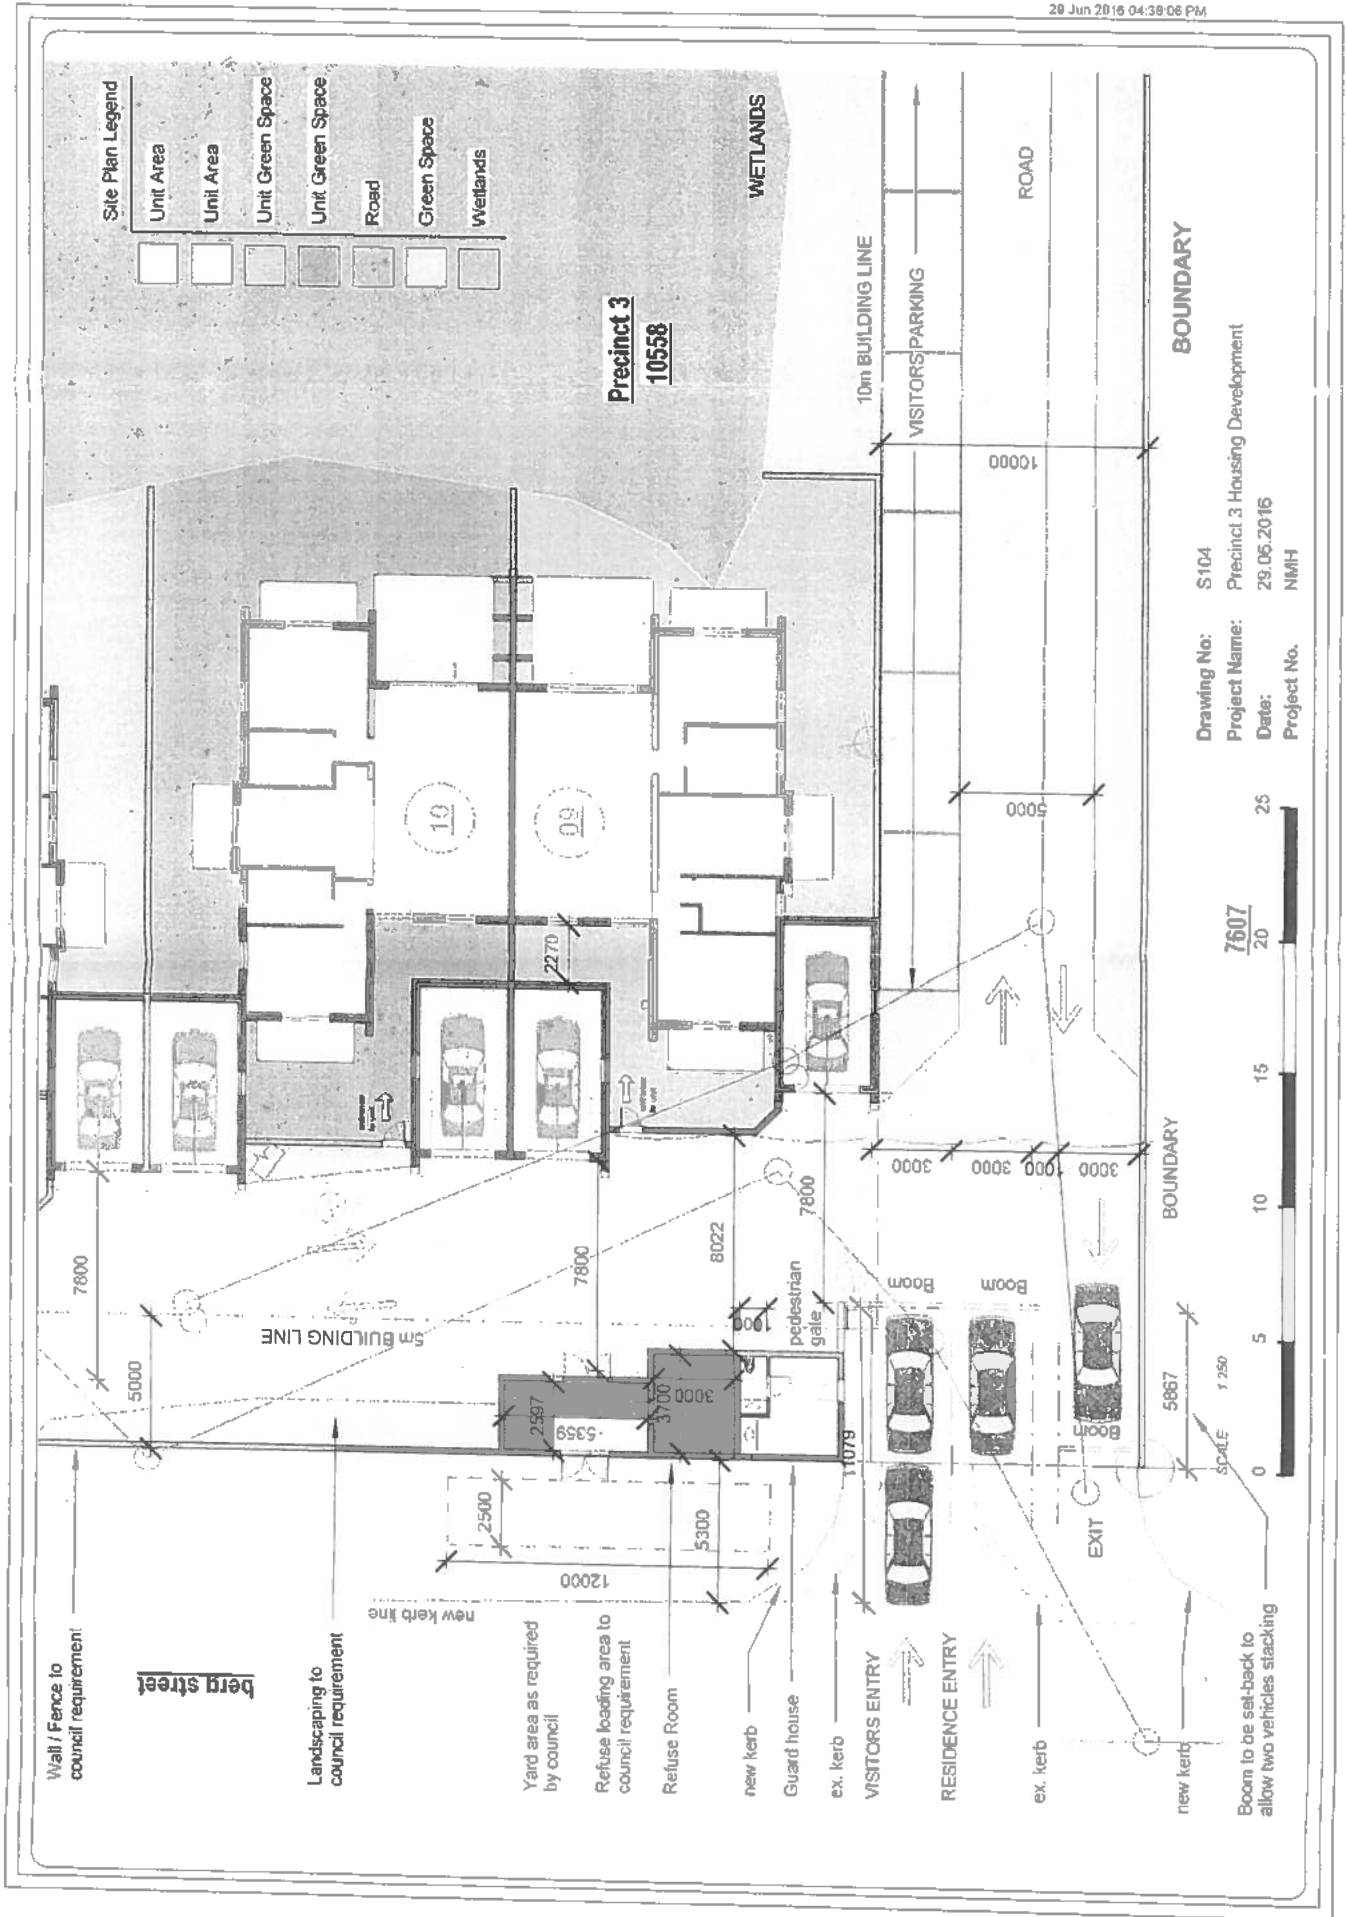 29 Jun 2016 04:38:06 PM
Site Plan Legend
Unit Area
Unit Area
Unit Green Space
Unit Green Space
Road
Green Space
Wetlands
WETLANDS
Precinct 3
10558
10m BUILDING LINE
VISITORS PARKING
ROAD
BOUNDARY
10000
5000
10
09
2270
7800
5000
5m BUILDING LINE
7800
8022
7800
1000
pedestrian
gate
3000
3000
1000
3000
BOUNDARY
Boom
Boom
Boom
2597
5359
3700
3000
11079
5867
2500
5300
12000
new kerb line
EXIT
Wall / Fence to
council requirement
berg street
Landscaping to
council requirement
Yard area as required
by council
Refuse loading area to
council requirement
Refuse Room
new kerb
Guard house
ex. kerb
VISITORS ENTRY
RESIDENCE ENTRY
ex. kerb
new kerb
Boom to be set-back to
allow two vehicles stacking
SCALE 1:250
0 5 10 15 20 25
7607
Drawing No: S104
Project Name: Precinct 3 Housing Development
Date: 29.06.2016
Project No. NMH